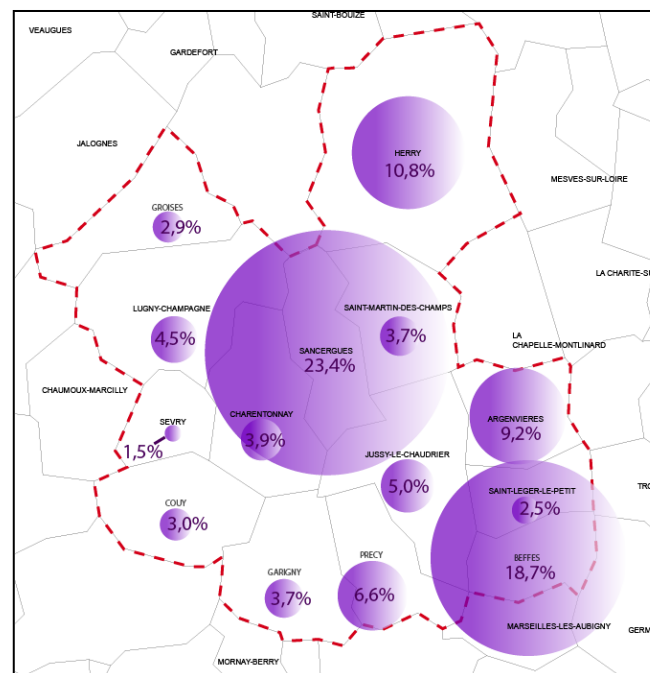 SAINT-BOUIZE
VEAUGUES
GARDEFORT
JALOGNES
HERRY
10,8%
MESVES-SUR-LOIRE
GROISES
2,9%
LA CHARITE-SU
LUGNY-CHAMPAGNE
4,5%
SAINT-MARTIN-DES-CHAMPS
3,7%
SANCERGUES
23,4%
LA
CHAPELLE-MONTLINARD
CHAUMOUX-MARCILLY
SEVRY
1,5%
CHARENTONNAY
3,9%
ARGENVIERES
9,2%
JUSSY-LE-CHAUDRIER
5,0%
SAINT-LEGER-LE-PETIT
2,5%
TRO
COUY
3,0%
BEFFES
18,7%
PRECY
6,6%
GARIGNY
3,7%
MARSEILLES-LES-AUBIGNY
GERM
MORNAY-BERRY